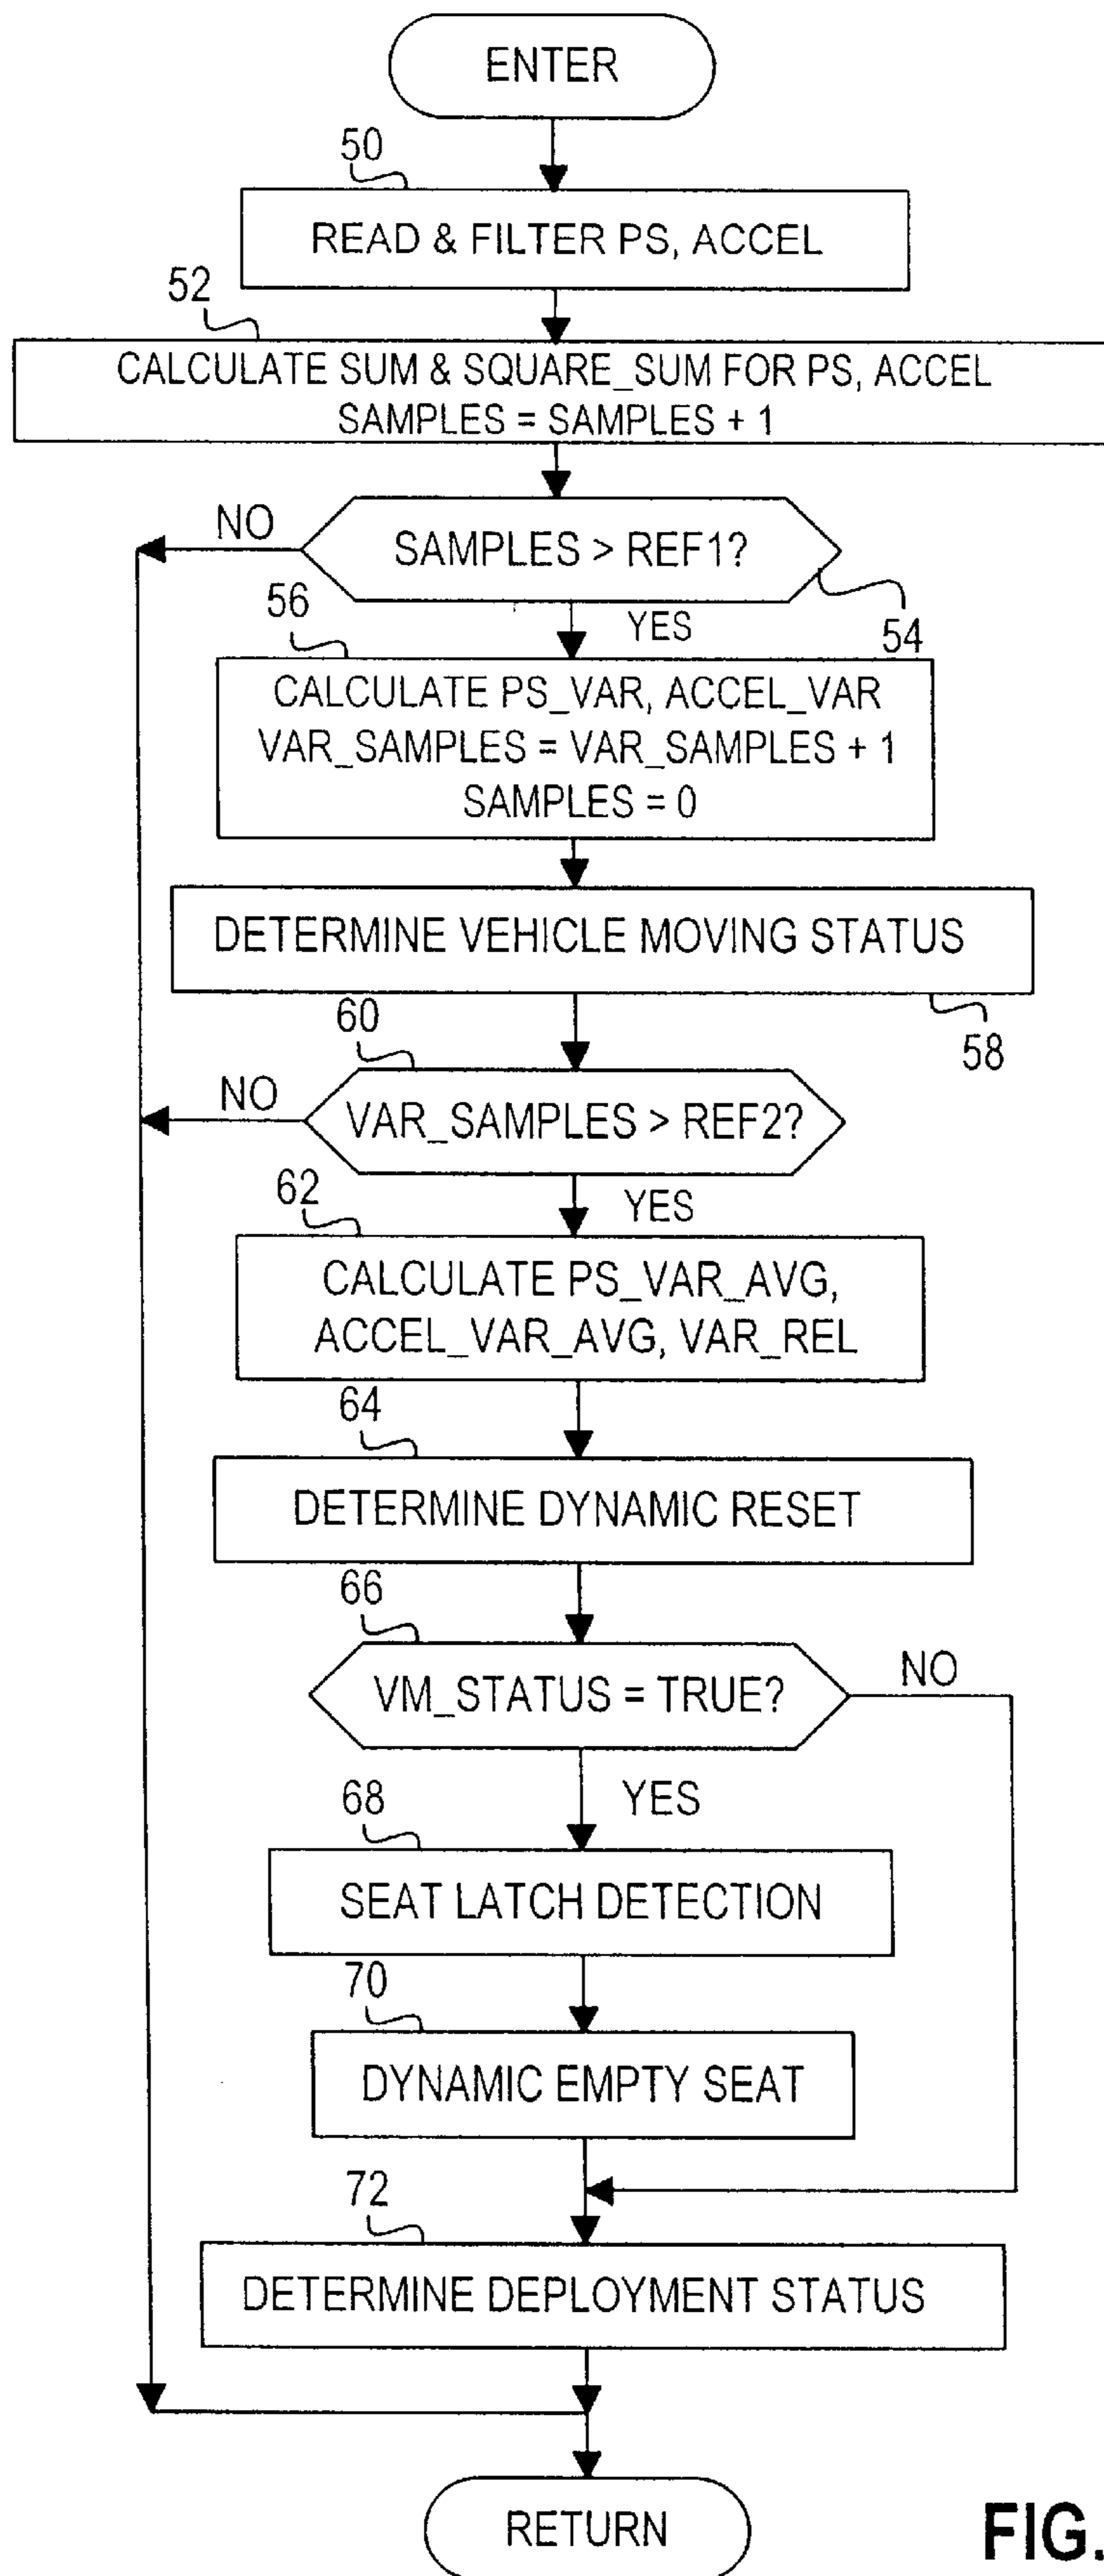 ENTER
50
READ & FILTER PS, ACCEL
52
CALCULATE SUM & SQUARE_SUM FOR PS, ACCEL
SAMPLES = SAMPLES + 1
NO
SAMPLES > REF1?
54
YES
56
CALCULATE PS_VAR, ACCEL_VAR
VAR_SAMPLES = VAR_SAMPLES + 1
SAMPLES = 0
DETERMINE VEHICLE MOVING STATUS
58
60
NO
VAR_SAMPLES > REF2?
YES
62
CALCULATE PS_VAR_AVG,
ACCEL_VAR_AVG, VAR_REL
64
DETERMINE DYNAMIC RESET
66
VM_STATUS = TRUE?
NO
YES
68
SEAT LATCH DETECTION
70
DYNAMIC EMPTY SEAT
72
DETERMINE DEPLOYMENT STATUS
RETURN
FIG.